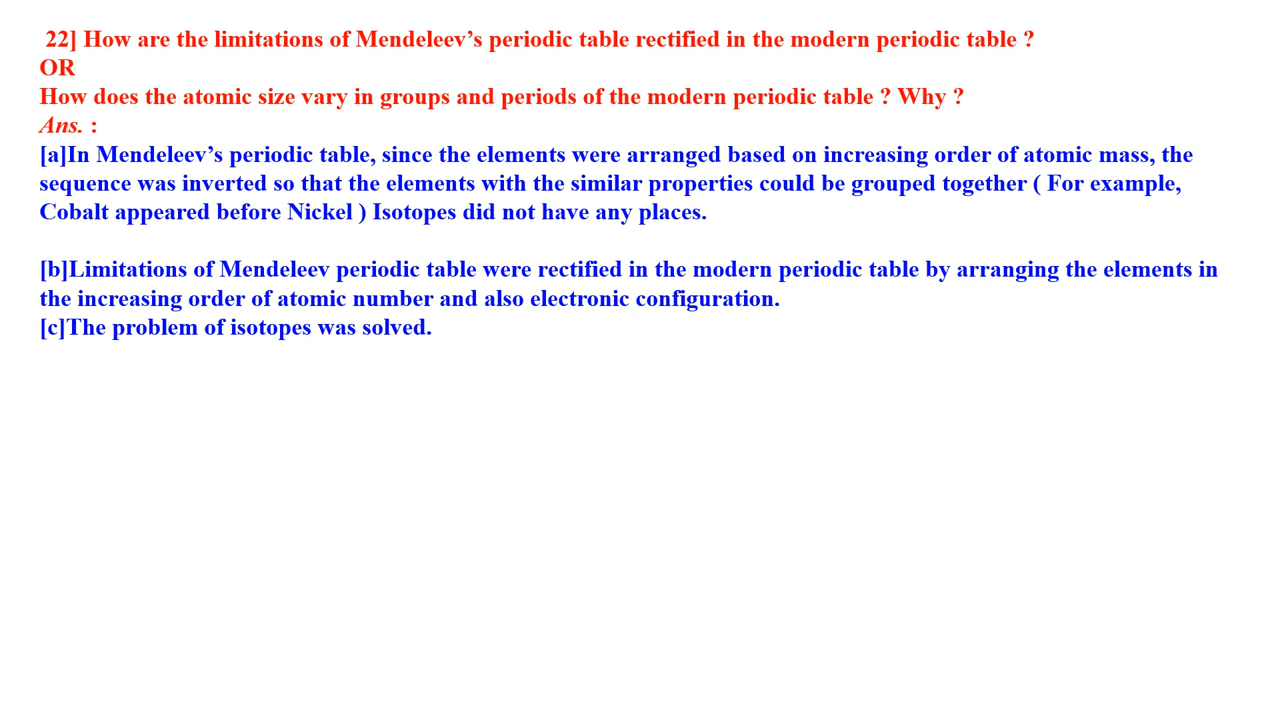 22] How are the limitations of Mendeleev’s periodic table rectified in the modern periodic table ?
OR
How does the atomic size vary in groups and periods of the modern periodic table ? Why ?
Ans. :
[a]In Mendeleev’s periodic table, since the elements were arranged based on increasing order of atomic mass, the
sequence was inverted so that the elements with the similar properties could be grouped together ( For example,
Cobalt appeared before Nickel ) Isotopes did not have any places.
[b]Limitations of Mendeleev periodic table were rectified in the modern periodic table by arranging the elements in
the increasing order of atomic number and also electronic configuration.
[c]The problem of isotopes was solved.